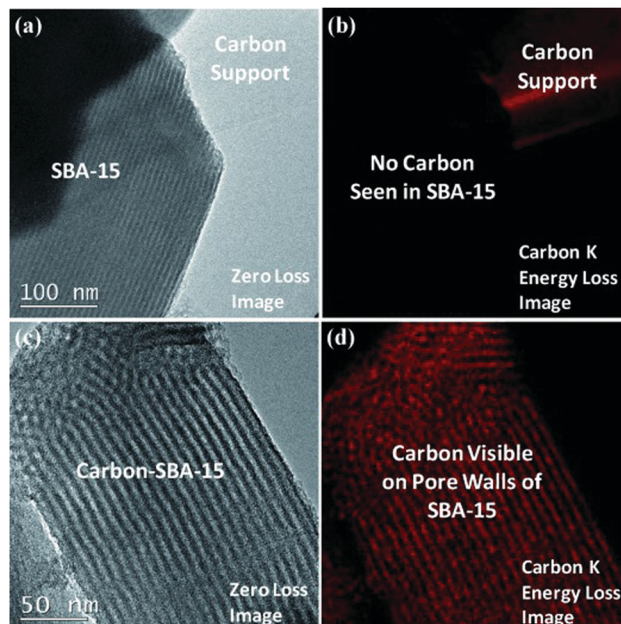 (a)
Carbon
Support
SBA-15
100 nm
Zero Loss
Image
(b)
Carbon
Support
No Carbon
Seen in SBA-15
Carbon K
Energy Loss
Image
(c)
Carbon-SBA-15
50 nm
Zero Loss
Image
(d)
Carbon Visible
on Pore Walls of
SBA-15
Carbon K
Energy Loss
Image